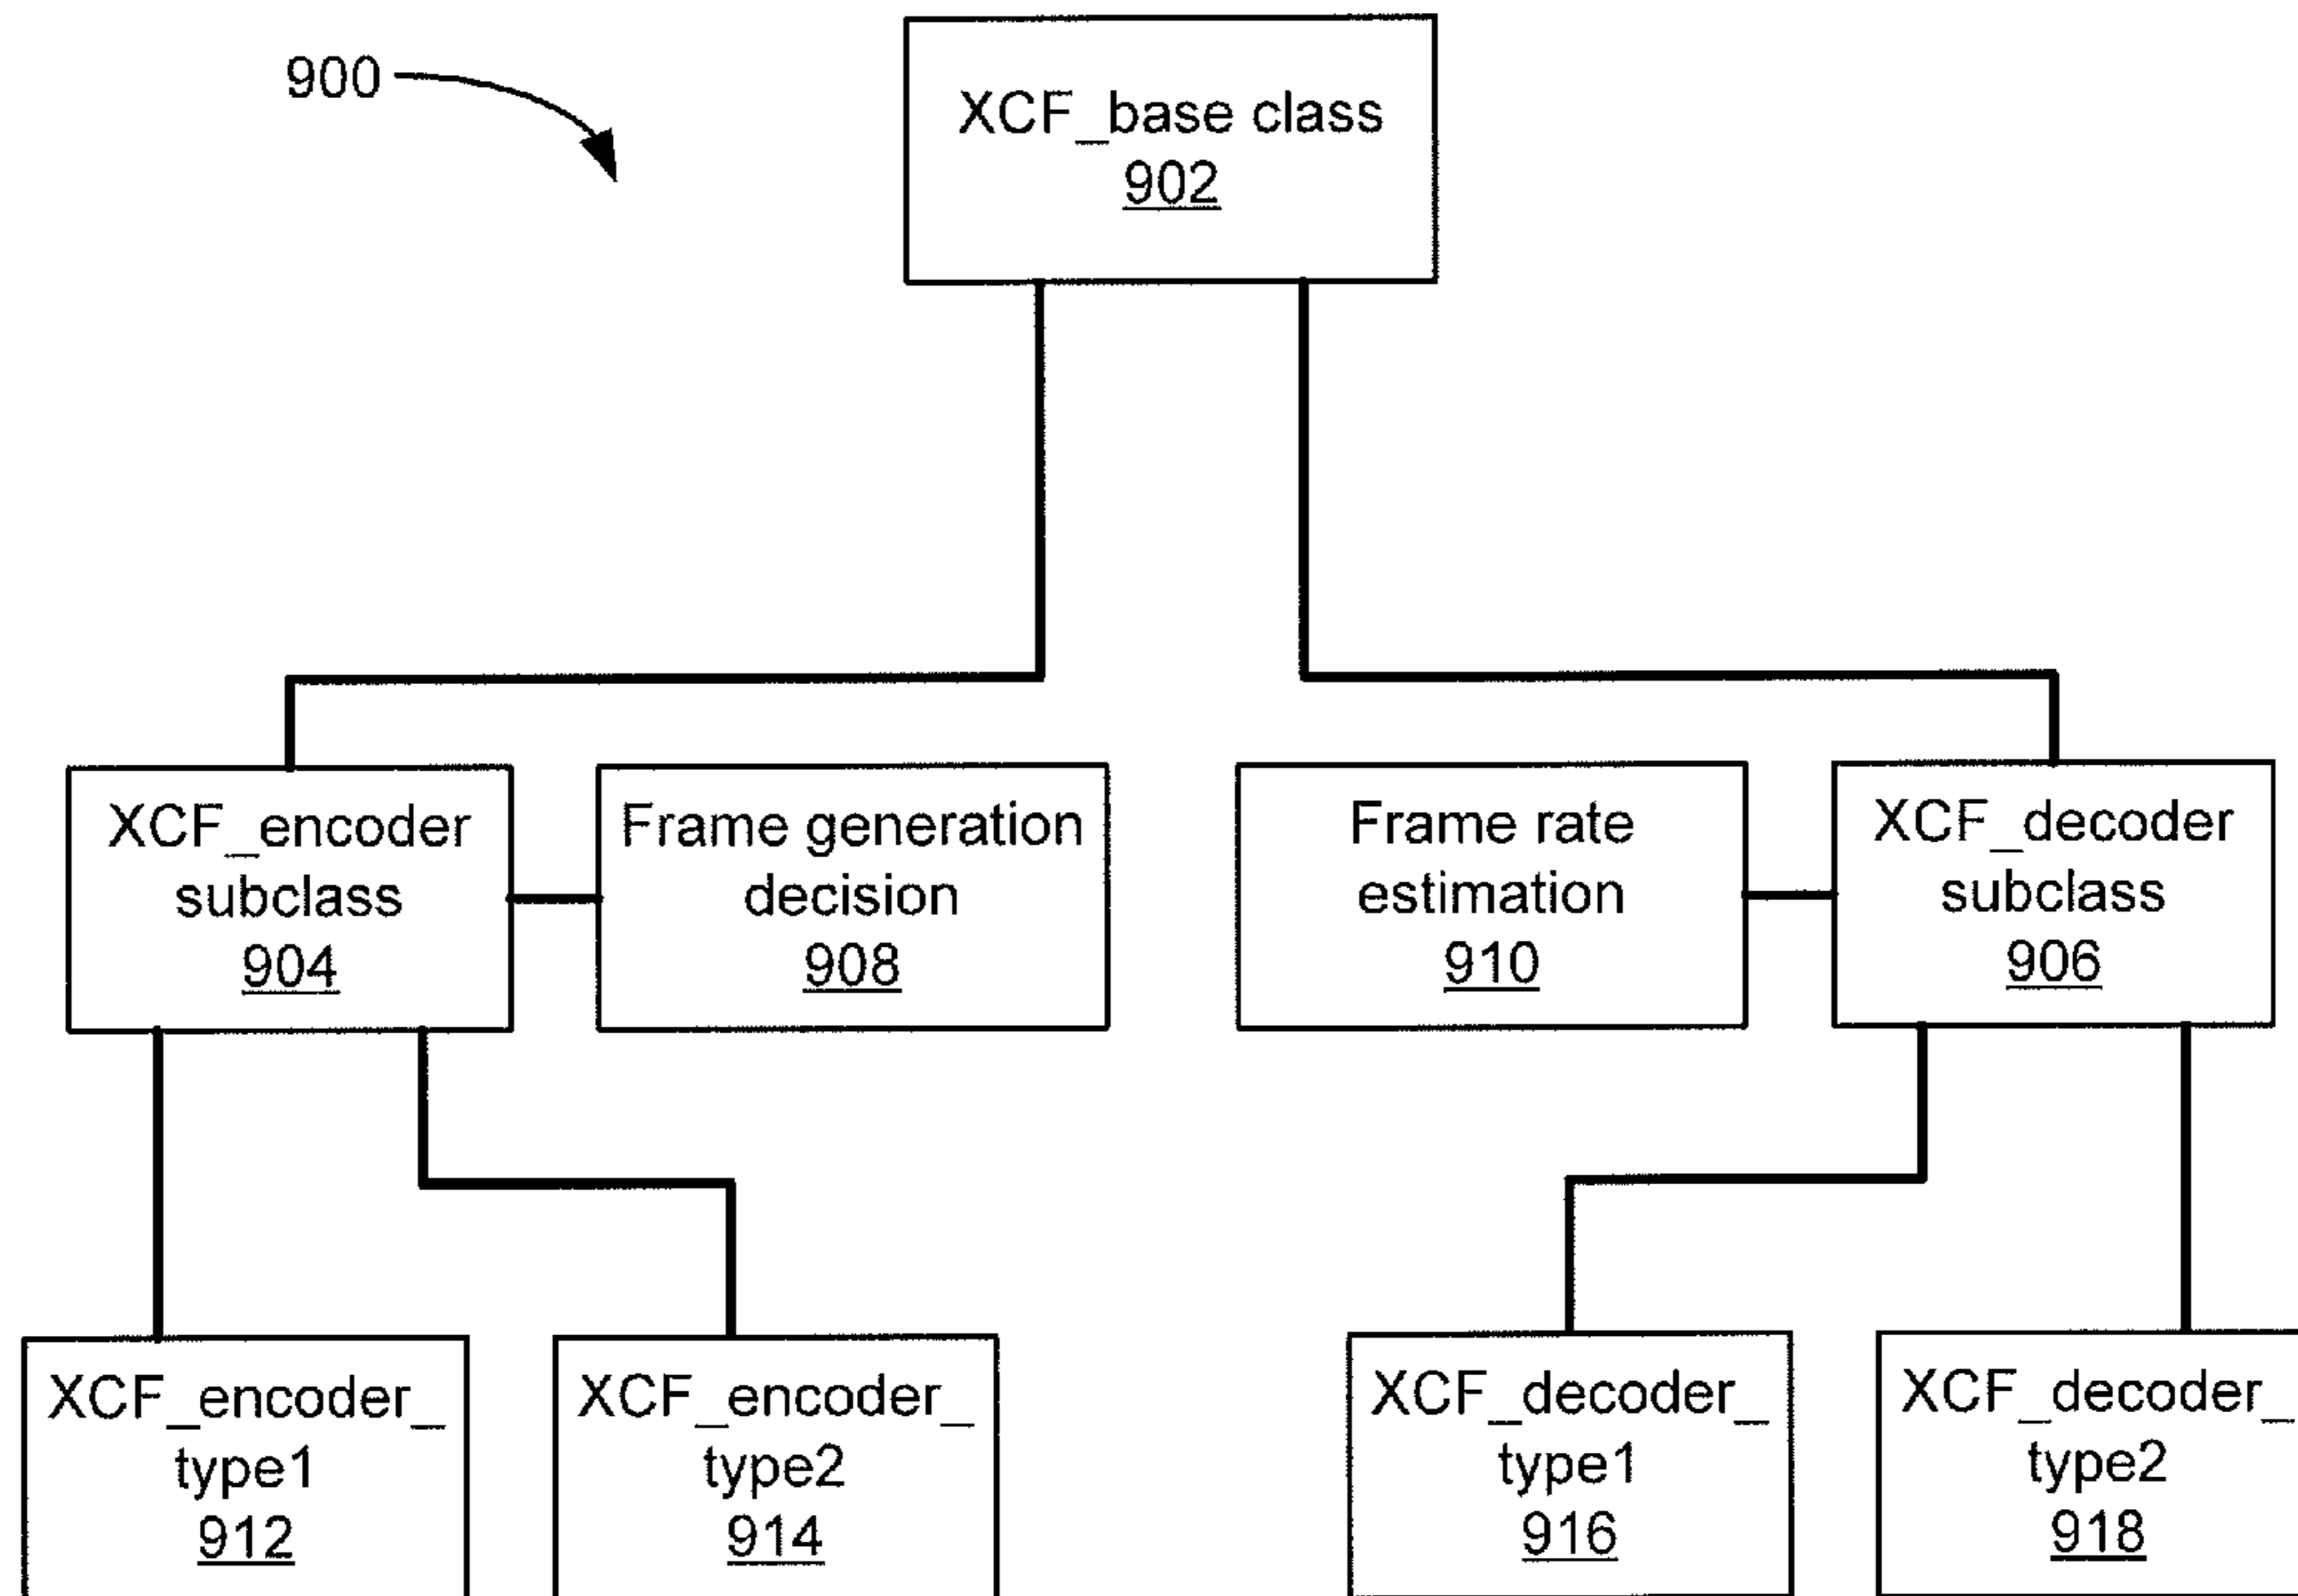 900
XCF_base class
902
XCF_encoder
subclass
904
Frame generation
decision
908
Frame rate
estimation
910
XCF_decoder
subclass
906
XCF_encoder_
type1
912
XCF_encoder_
type2
914
XCF_decoder_
type1
916
XCF_decoder_
type2
918